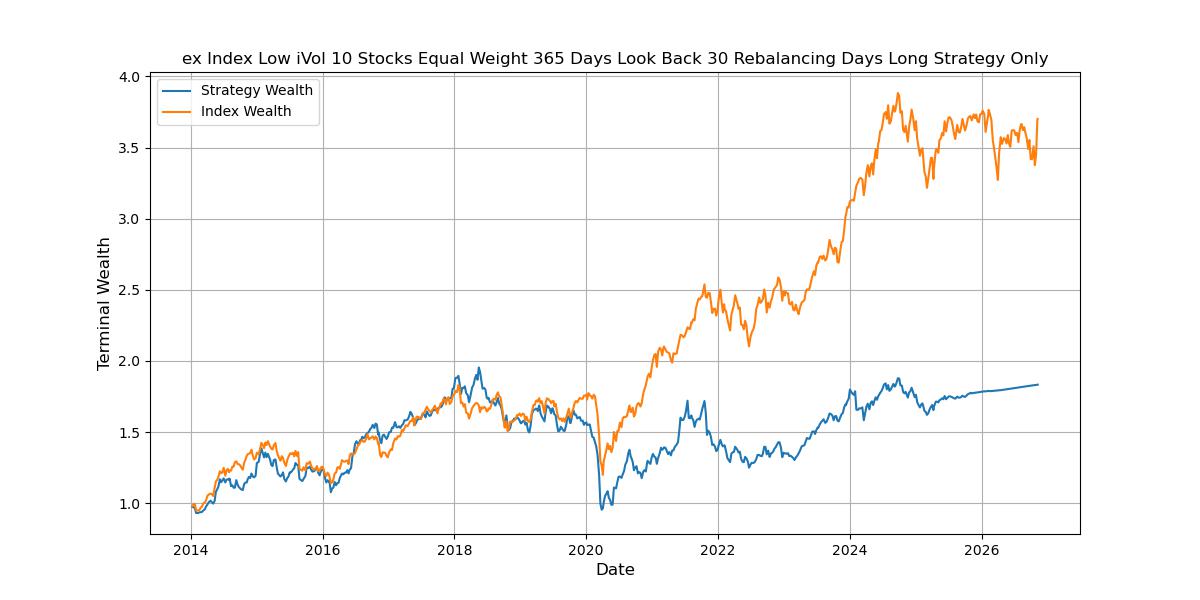 ex Index Low iVol 10 Stocks Equal Weight 365 Days Look Back 30 Rebalancing Days Long Strategy Only
Strategy Wealth
Index Wealth
Terminal Wealth
4.0
3.5
3.0
2.5
2.0
1.5
1.0
2014 2016 2018 2020 2022 2024 2026
Date